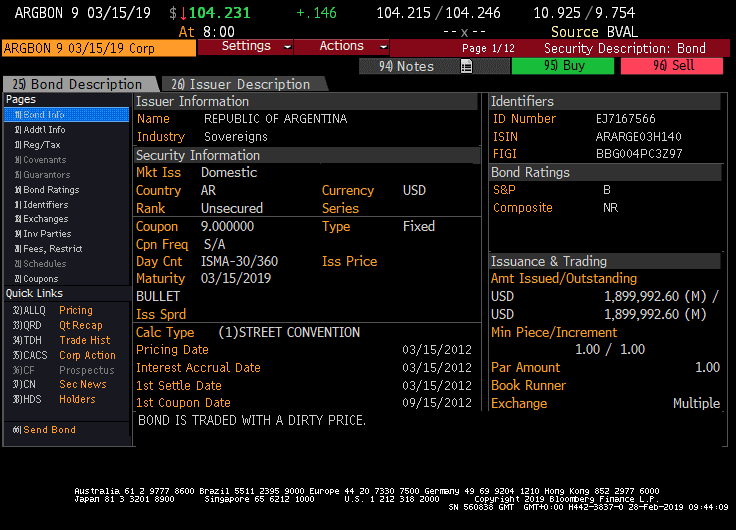 ARGBON 9 03/15/19 $↓104.231 +.146 104.215/104.246 10.925/9.754
At 8:00 --x-- Source BVAL
ARGBON 9 03/15/19 Corp Settings Actions Page 1/12 Security Description: Bond
94) Notes 95) Buy 96) Sell
25) Bond Description 26) Issuer Description
Pages
11) Bond Info
12) Addtl Info
13) Reg/Tax
14) Covenants
15) Guarantors
16) Bond Ratings
17) Identifiers
18) Exchanges
19) Inv Parties
20) Fees, Restrict
21) Schedules
22) Coupons
Quick Links
32) ALLQ Pricing
33) QRD Qt Recap
34) TDH Trade Hist
35) CACS Corp Action
36) CF Prospectus
37) CN Sec News
38) HDS Holders
66) Send Bond
Issuer Information
Name REPUBLIC OF ARGENTINA
Industry Sovereigns
Security Information
Mkt Iss Domestic
Country AR Currency USD
Rank Unsecured Series
Coupon 9.000000 Type Fixed
Cpn Freq S/A
Day Cnt ISMA-30/360 Iss Price
Maturity 03/15/2019
BULLET
Iss Sprd
Calc Type (1)STREET CONVENTION
Pricing Date 03/15/2012
Interest Accrual Date 03/15/2012
1st Settle Date 03/15/2012
1st Coupon Date 09/15/2012
BOND IS TRADED WITH A DIRTY PRICE.
Identifiers
ID Number EJ7167566
ISIN ARARGE03H140
FIGI BBG004PC3Z97
Bond Ratings
S&P B
Composite NR
Issuance & Trading
Amt Issued/Outstanding
USD 1,899,992.60 (M) /
USD 1,899,992.60 (M)
Min Piece/Increment
1.00 / 1.00
Par Amount 1.00
Book Runner
Exchange Multiple
Australia 61 2 9777 8600 Brazil 5511 2395 9000 Europe 44 20 7330 7500 Germany 49 69 9204 1210 Hong Kong 852 2977 6000
Japan 81 3 3201 8900 Singapore 65 6212 1000 U.S. 1 212 318 2000 Copyright 2019 Bloomberg Finance L.P.
SN 560838 GMT GMT+0:00 H442-3837-0 28-Feb-2019 09:44:09